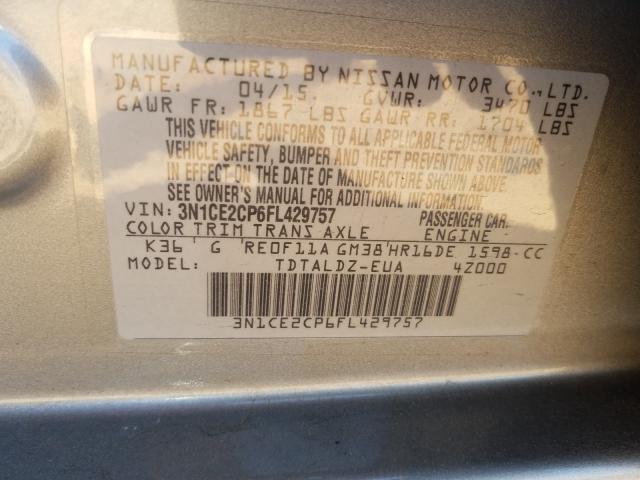 MANUFACTURED BY NISSAN MOTOR CO., LTD.
DATE: 04/15 GVWR: 3470 LBS
GAWR FR: 1867 LBS GAWR RR: 1704 LBS
THIS VEHICLE CONFORMS TO ALL APPLICABLE FEDERAL MOTOR
VEHICLE SAFETY, BUMPER AND THEFT PREVENTION STANDARDS
IN EFFECT ON THE DATE OF MANUFACTURE SHOWN ABOVE.
SEE OWNER'S MANUAL FOR ADDITIONAL INFORMATION
VIN: 3N1CE2CP6FL429757 PASSENGER CAR.
COLOR TRIM TRANS AXLE ENGINE
K36 G RE0F11A GM38 HR16DE 1598-CC
MODEL TDTALDZ-EUA 4Z000
3N1CE2CP6FL429757